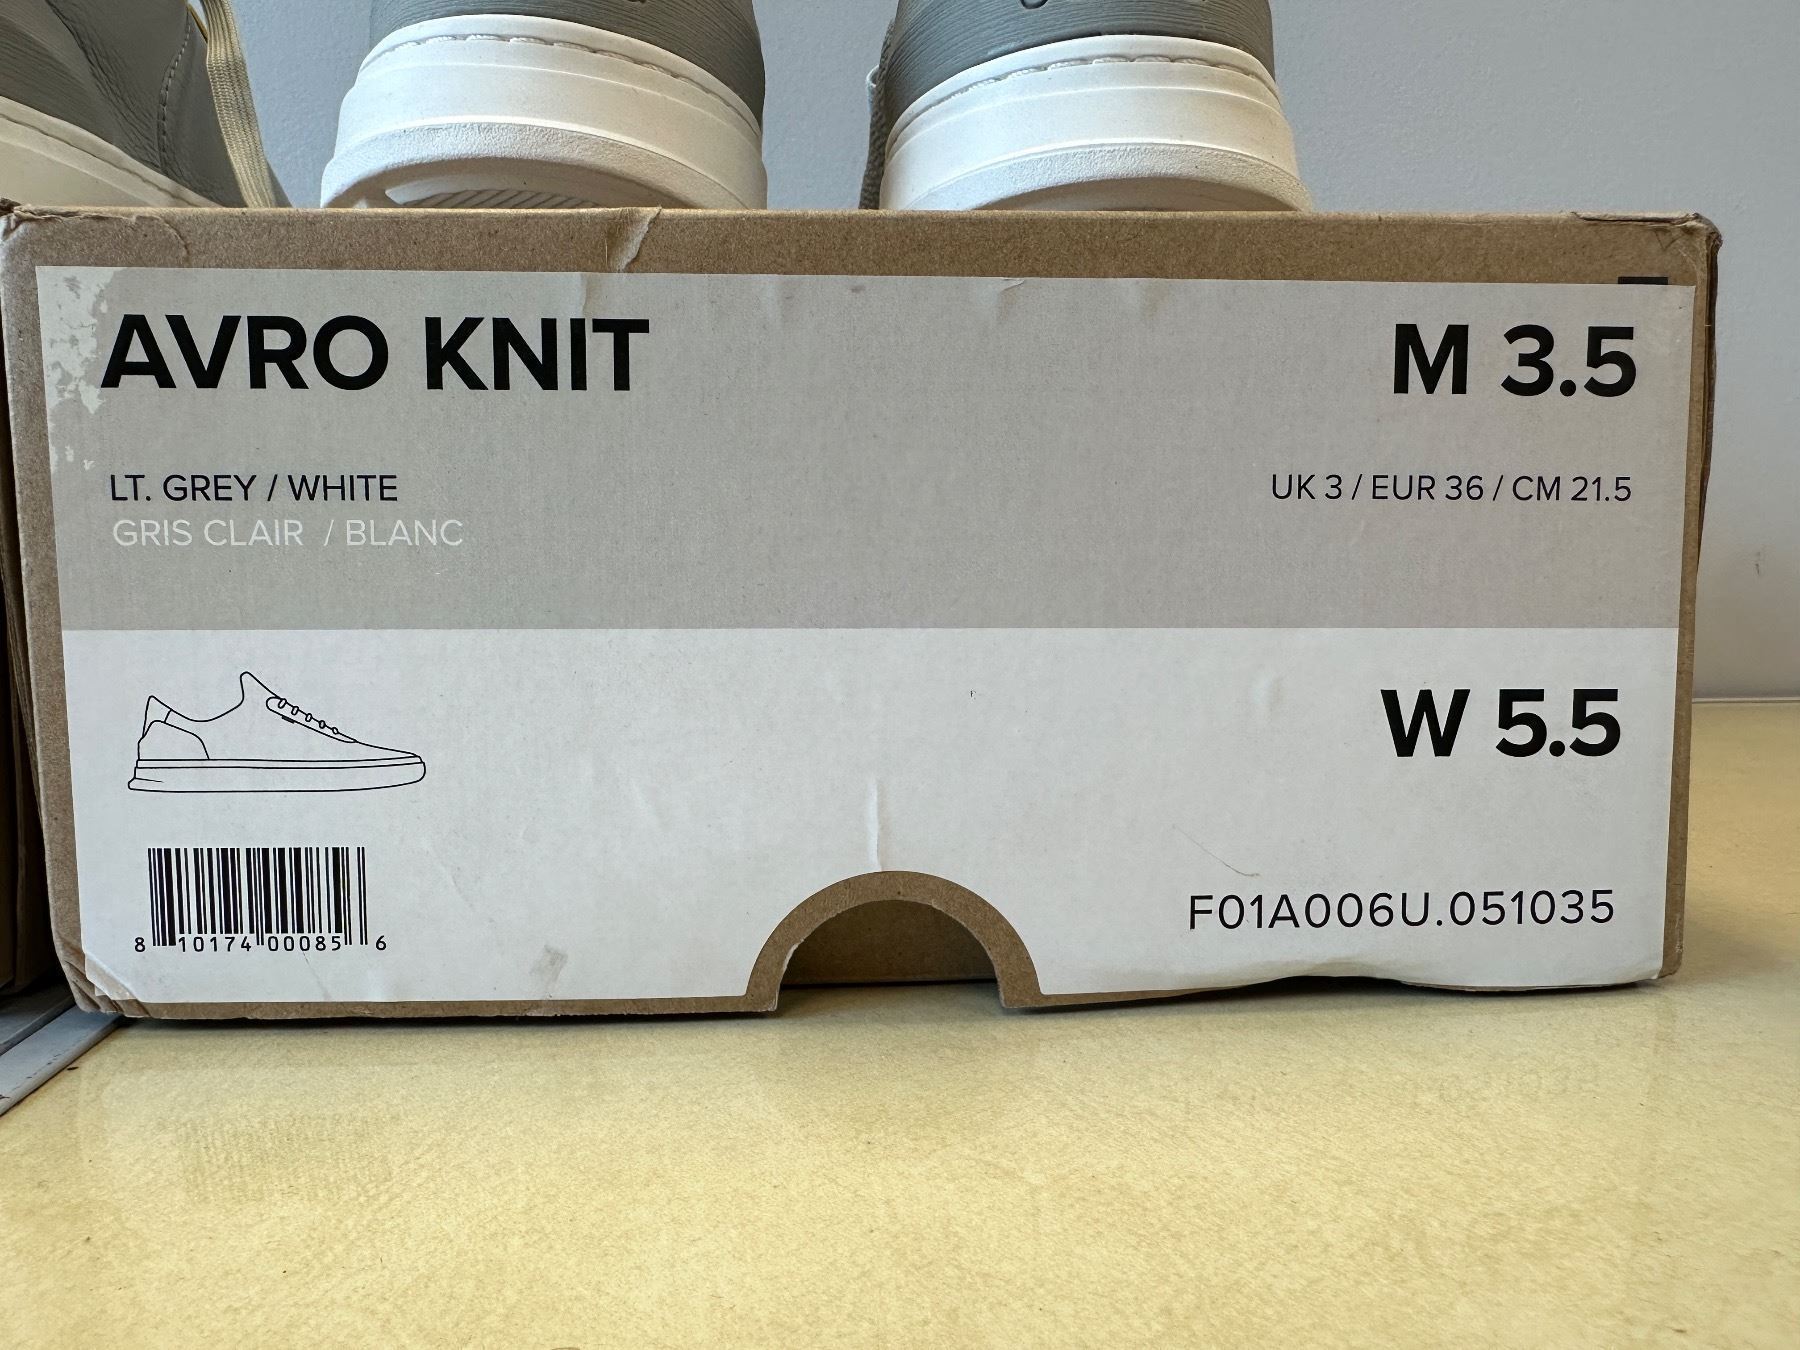 AVRO KNIT
M 3.5
LT. GREY / WHITE
GRIS CLAIR / BLANC
UK 3 / EUR 36 / CM 21.5
W 5.5
8 10174 00085 6
F01A006U.051035